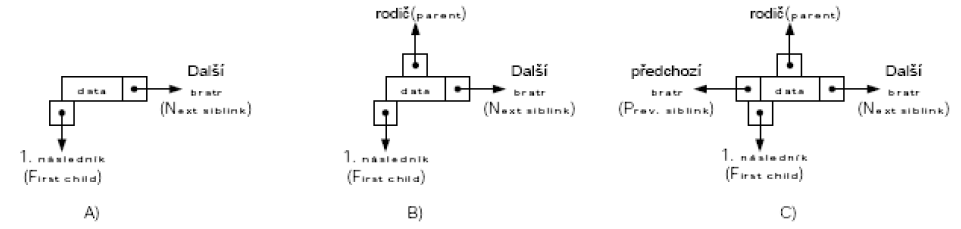 data
Další
bratr
(Next siblink)
1. následník
(First child)
A)
rodič(parent)
data
Další
bratr
(Next siblink)
1. následník
(First child)
B)
rodič(parent)
předchozí
bratr
(Prev. siblink)
data
Další
bratr
(Next siblink)
1. následník
(First child)
C)